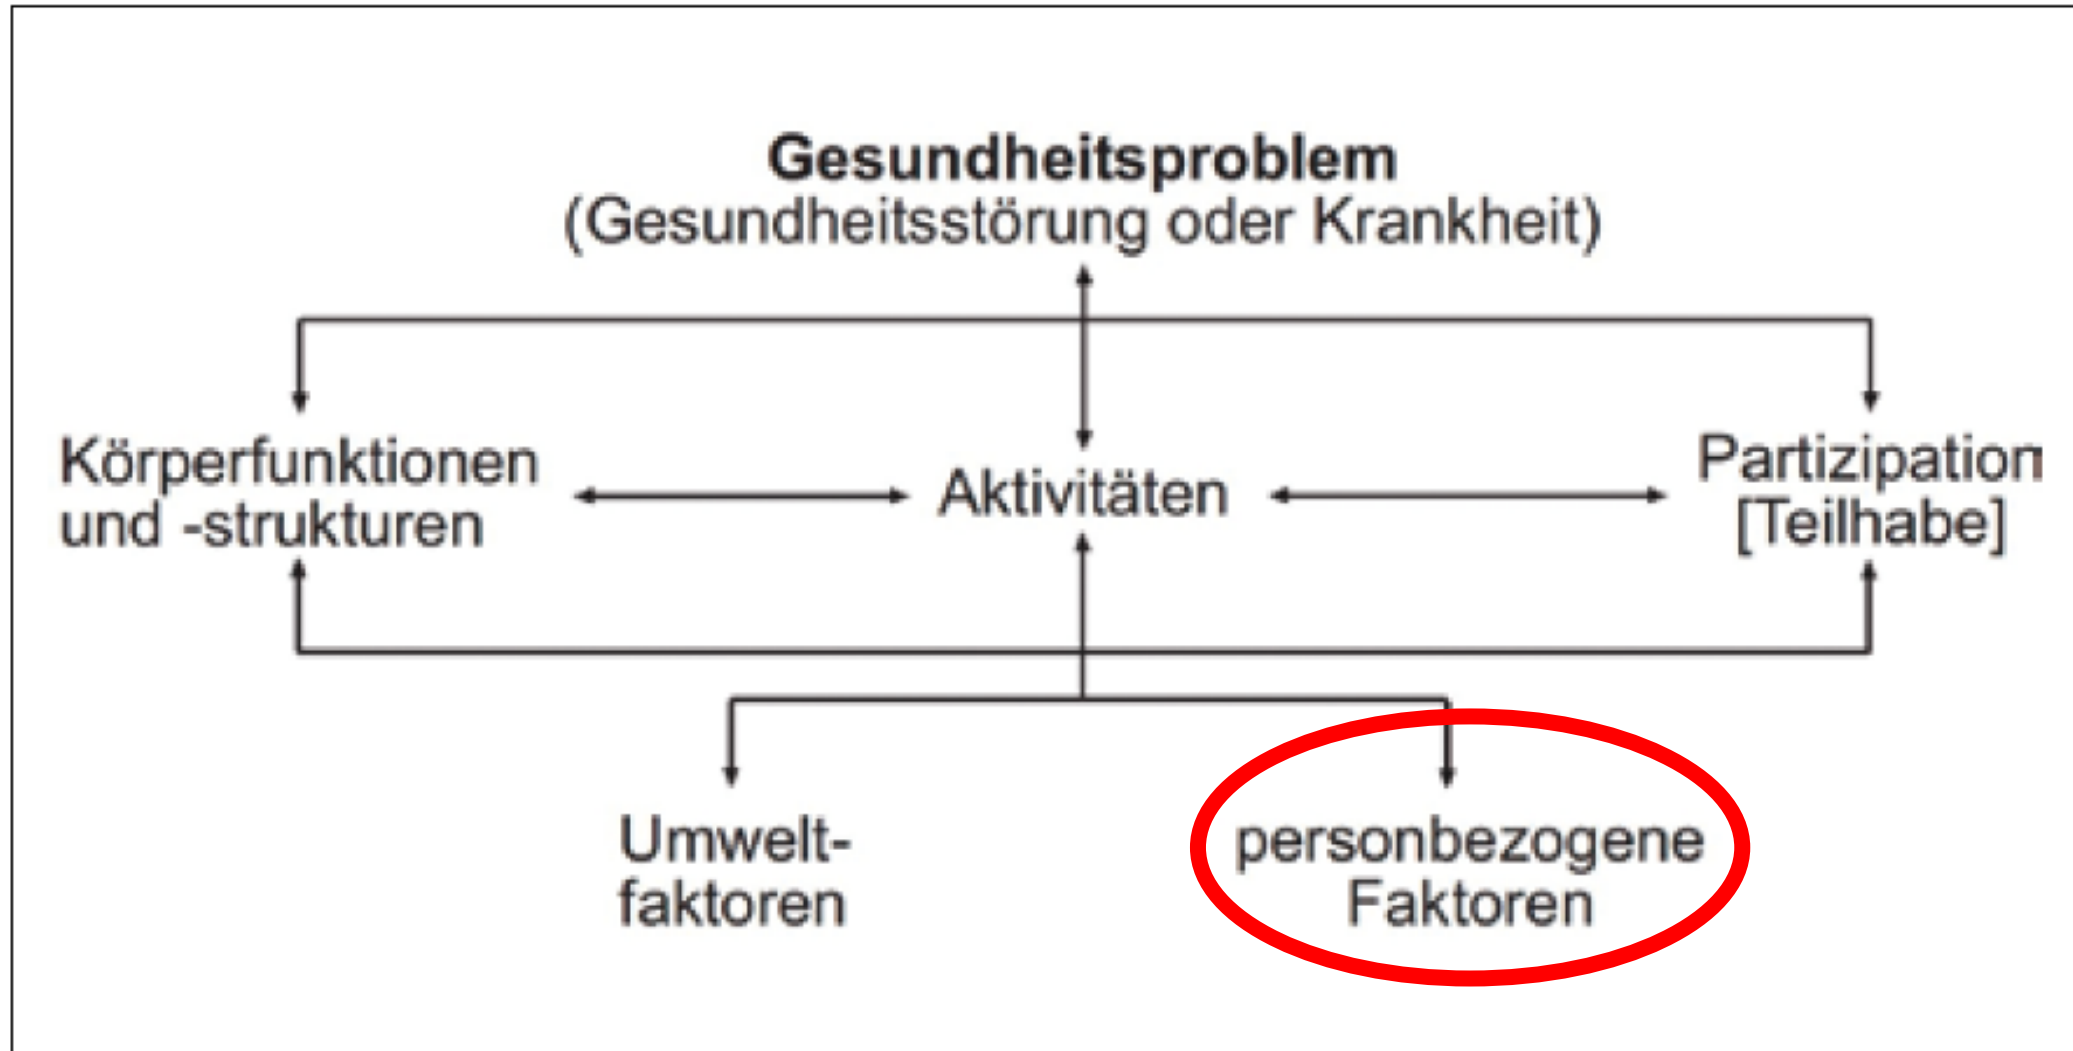 Gesundheitsproblem
(Gesundheitsstörung oder Krankheit)
Körperfunktionen
und -strukturen
Aktivitäten
Partizipation
[Teilhabe]
Umwelt-
faktoren
personbezogene
Faktoren